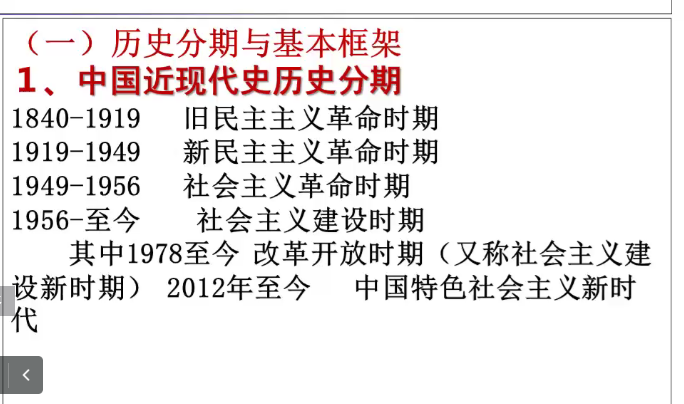 （一）历史分期与基本框架
1、中国近现代史历史分期
1840-1919 旧民主主义革命时期
1919-1949 新民主主义革命时期
1949-1956 社会主义革命时期
1956-至今 社会主义建设时期
其中1978至今 改革开放时期（又称社会主义建
设新时期） 2012年至今 中国特色社会主义新时
代